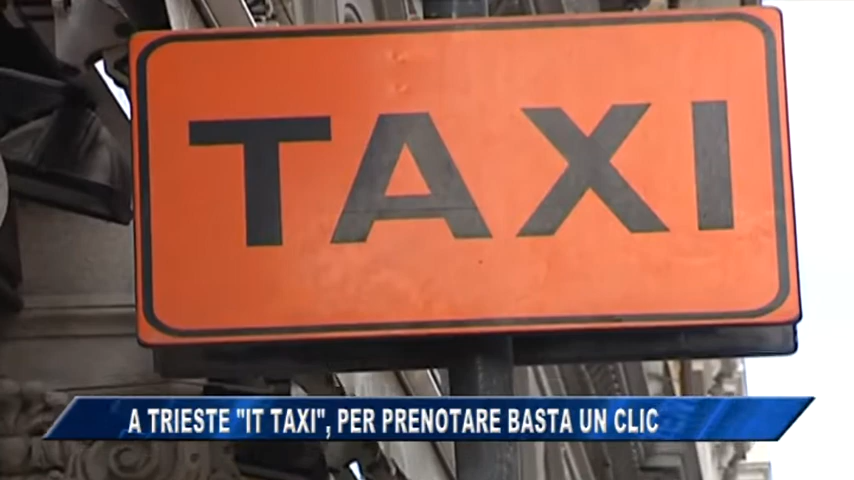 TAXI
A TRIESTE "IT TAXI", PER PRENOTARE BASTA UN CLIC